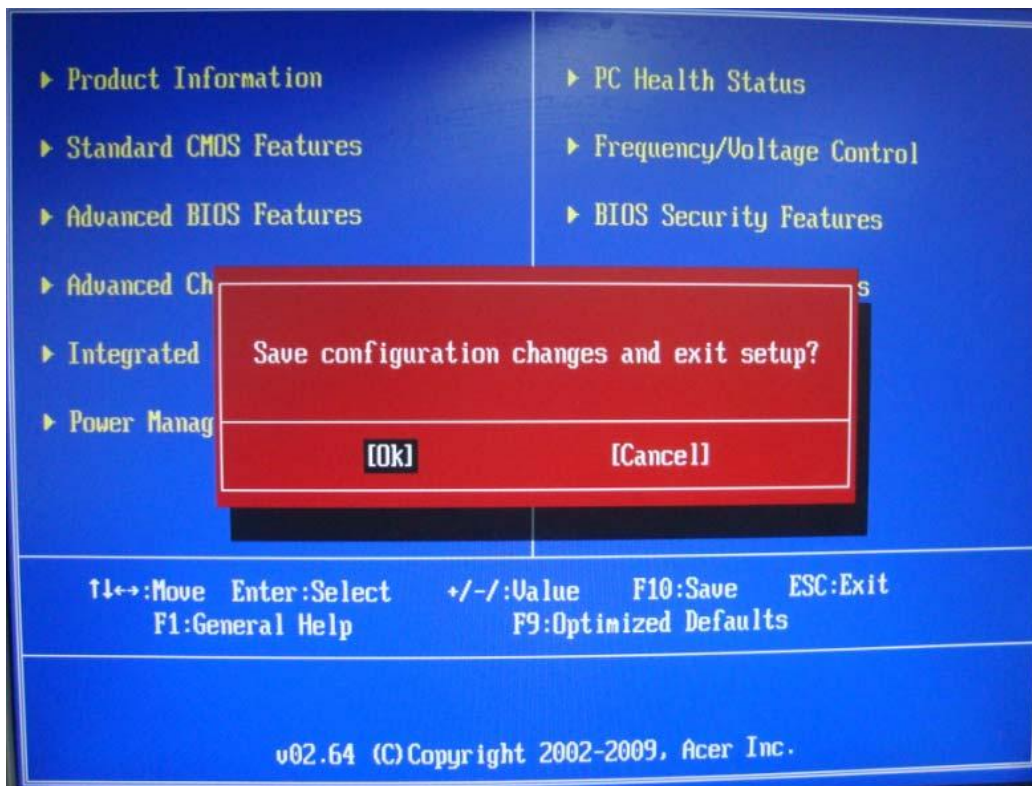 Product Information
PC Health Status
Standard CMOS Features
Frequency/Voltage Control
Advanced BIOS Features
BIOS Security Features
Advanced Ch
s
Integrated
Save configuration changes and exit setup?
Power Manag
[Ok] [Cancel]
↑↓←→:Move Enter:Select +/-/:Value F10:Save ESC:Exit
F1:General Help F9:Optimized Defaults
v02.64 (C)Copyright 2002-2009, Acer Inc.